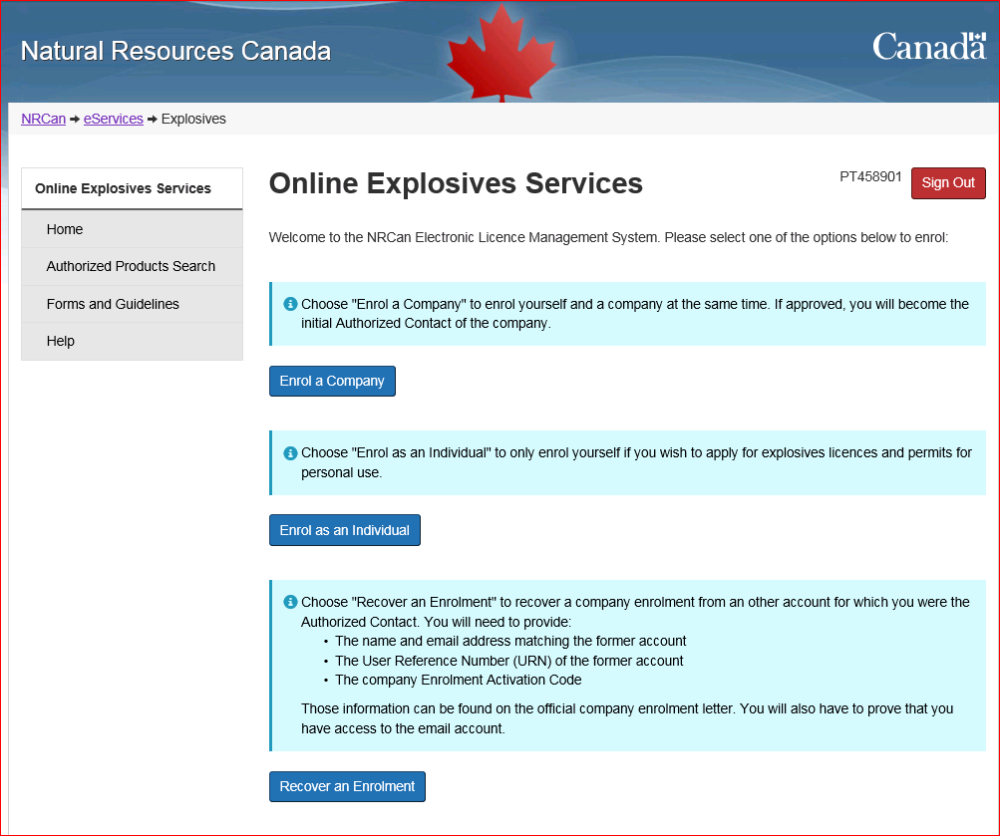 Natural Resources Canada
Canada
NRCan → eServices → Explosives
Online Explosives Services
Home
Authorized Products Search
Forms and Guidelines
Help
Online Explosives Services
PT458901
Sign Out
Welcome to the NRCan Electronic Licence Management System. Please select one of the options below to enrol:
Choose "Enrol a Company" to enrol yourself and a company at the same time. If approved, you will become the
initial Authorized Contact of the company.
Enrol a Company
Choose "Enrol as an Individual" to only enrol yourself if you wish to apply for explosives licences and permits for
personal use.
Enrol as an Individual
Choose "Recover an Enrolment" to recover a company enrolment from an other account for which you were the
Authorized Contact. You will need to provide:
• The name and email address matching the former account
• The User Reference Number (URN) of the former account
• The company Enrolment Activation Code
Those information can be found on the official company enrolment letter. You will also have to prove that you
have access to the email account.
Recover an Enrolment